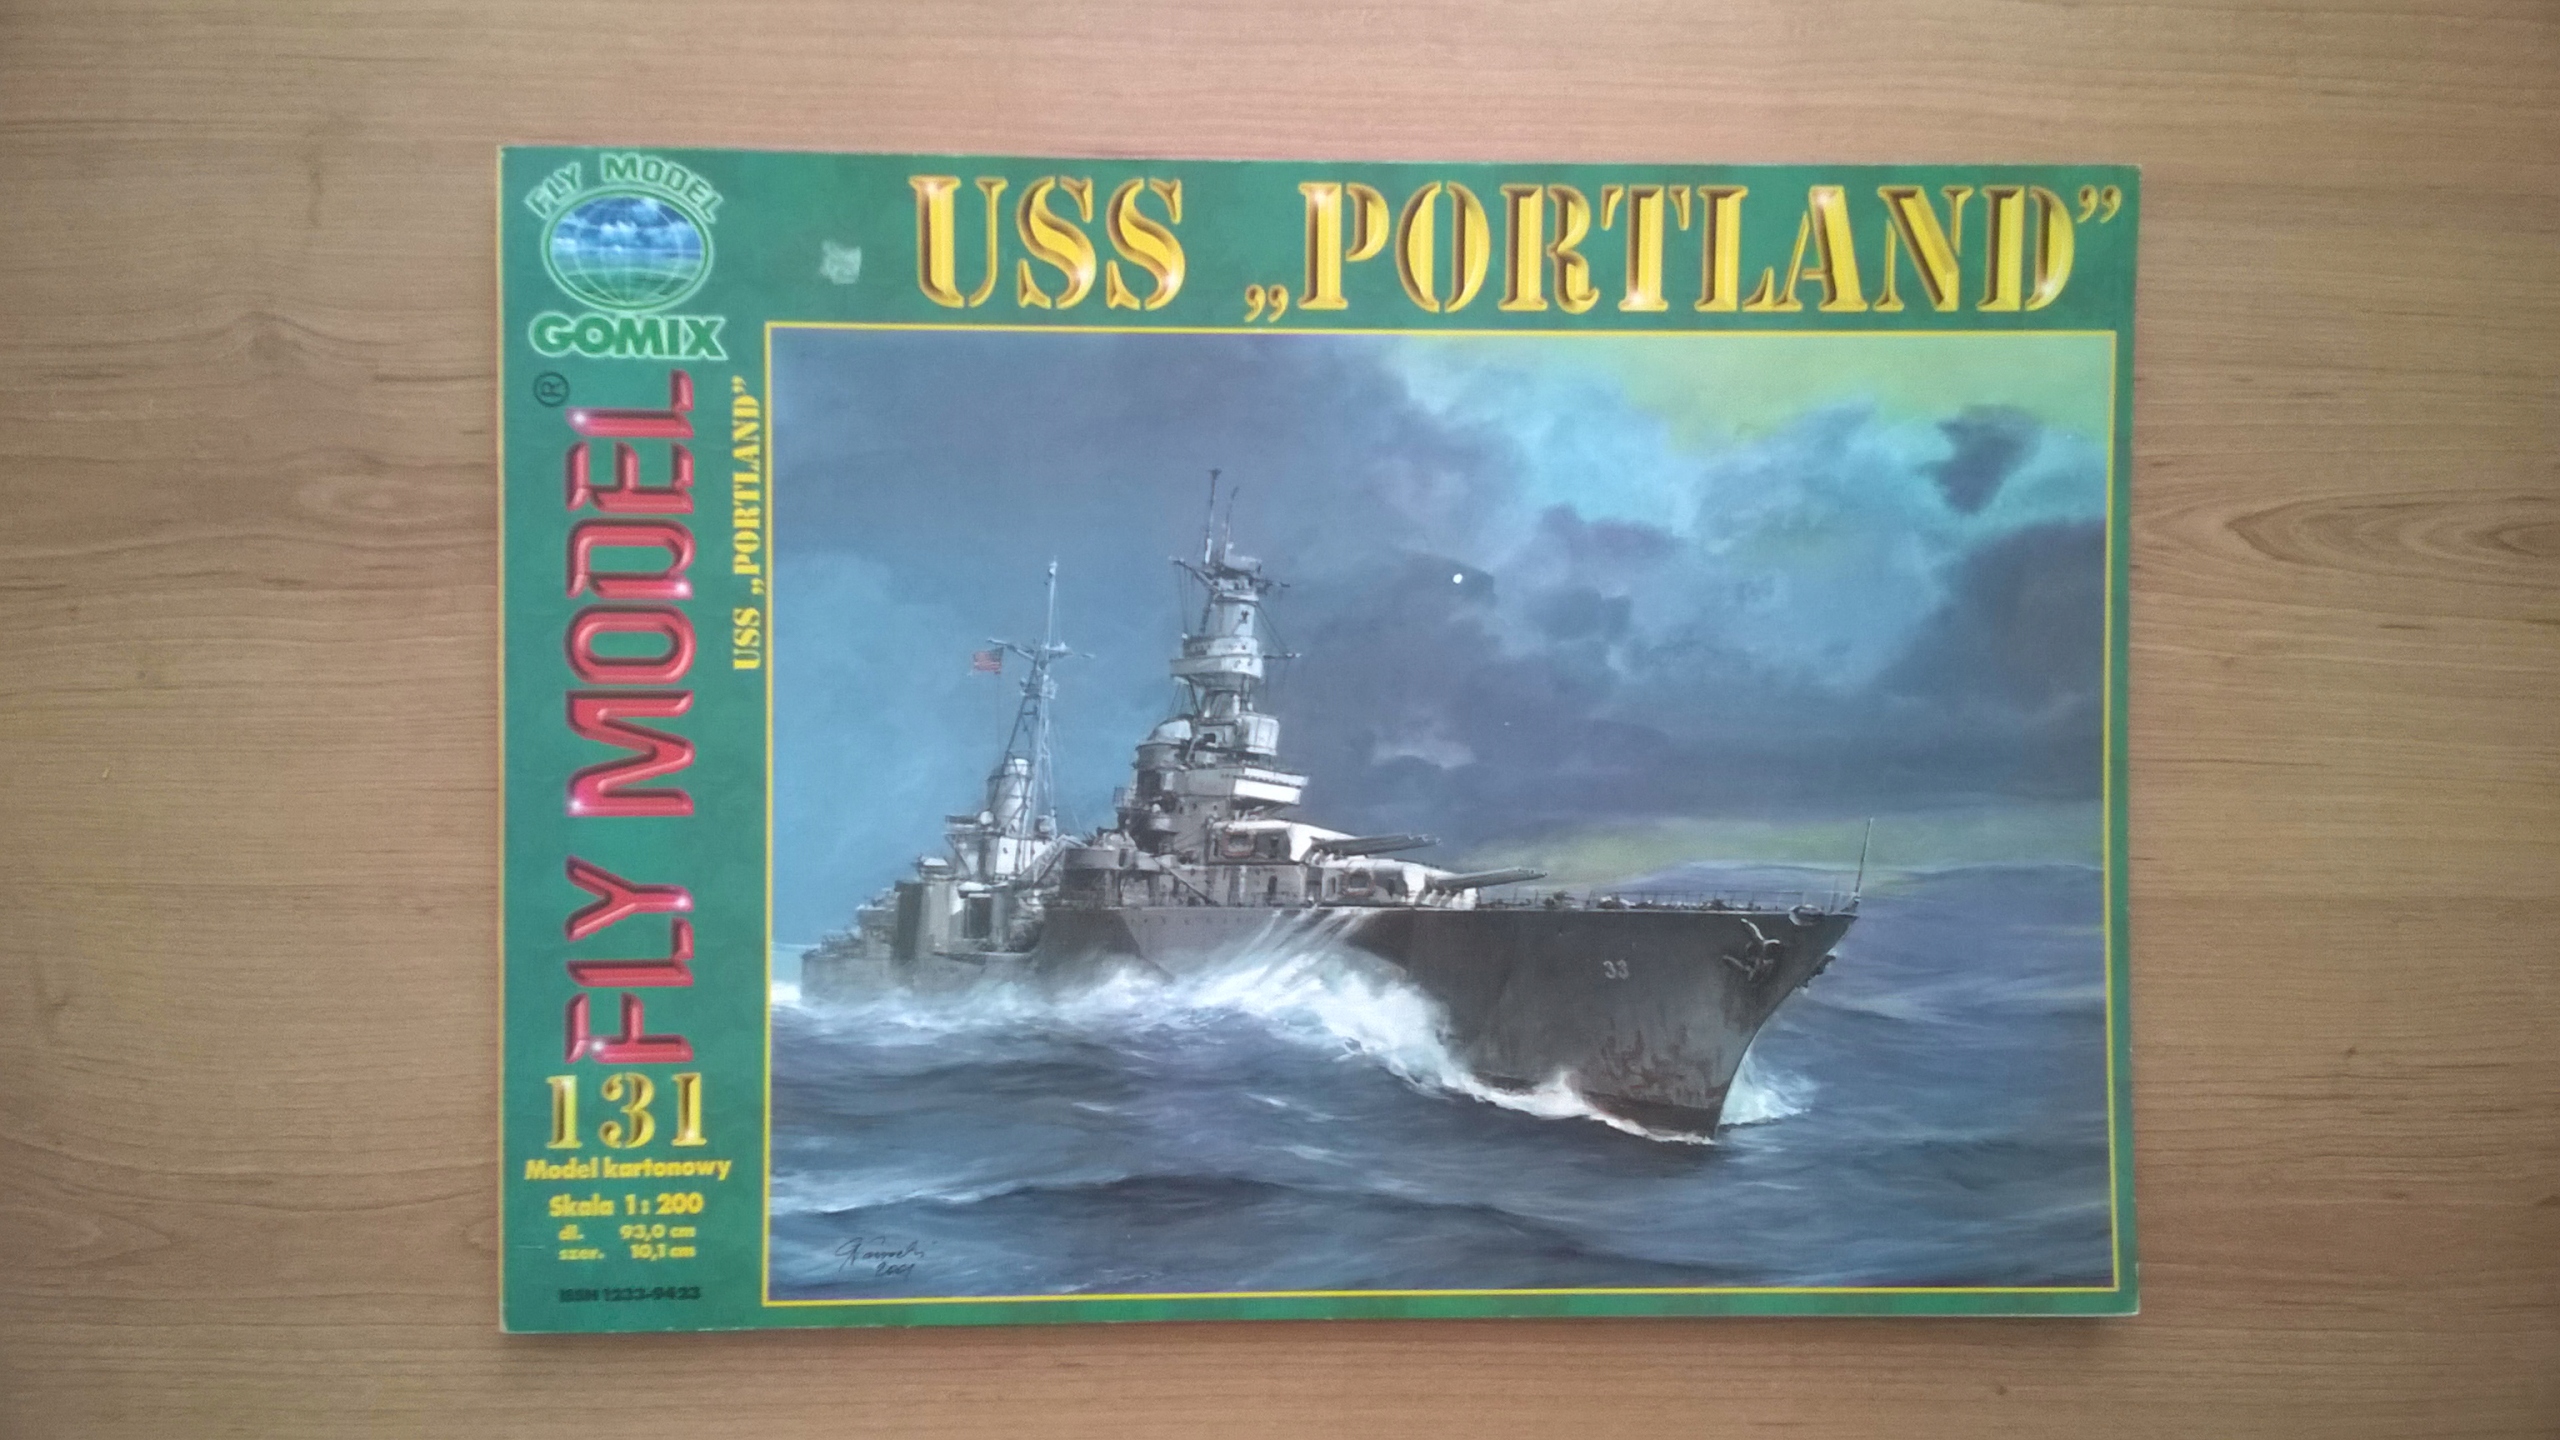 FLY MODEL
GOMIX
USS „PORTLAND”
USS „PORTLAND”
FLY MODEL®
131
Model kartonowy
Skala 1:200
dł. 93,0 cm
szer. 10,1 cm
ISSN 1233-9423
33
2001